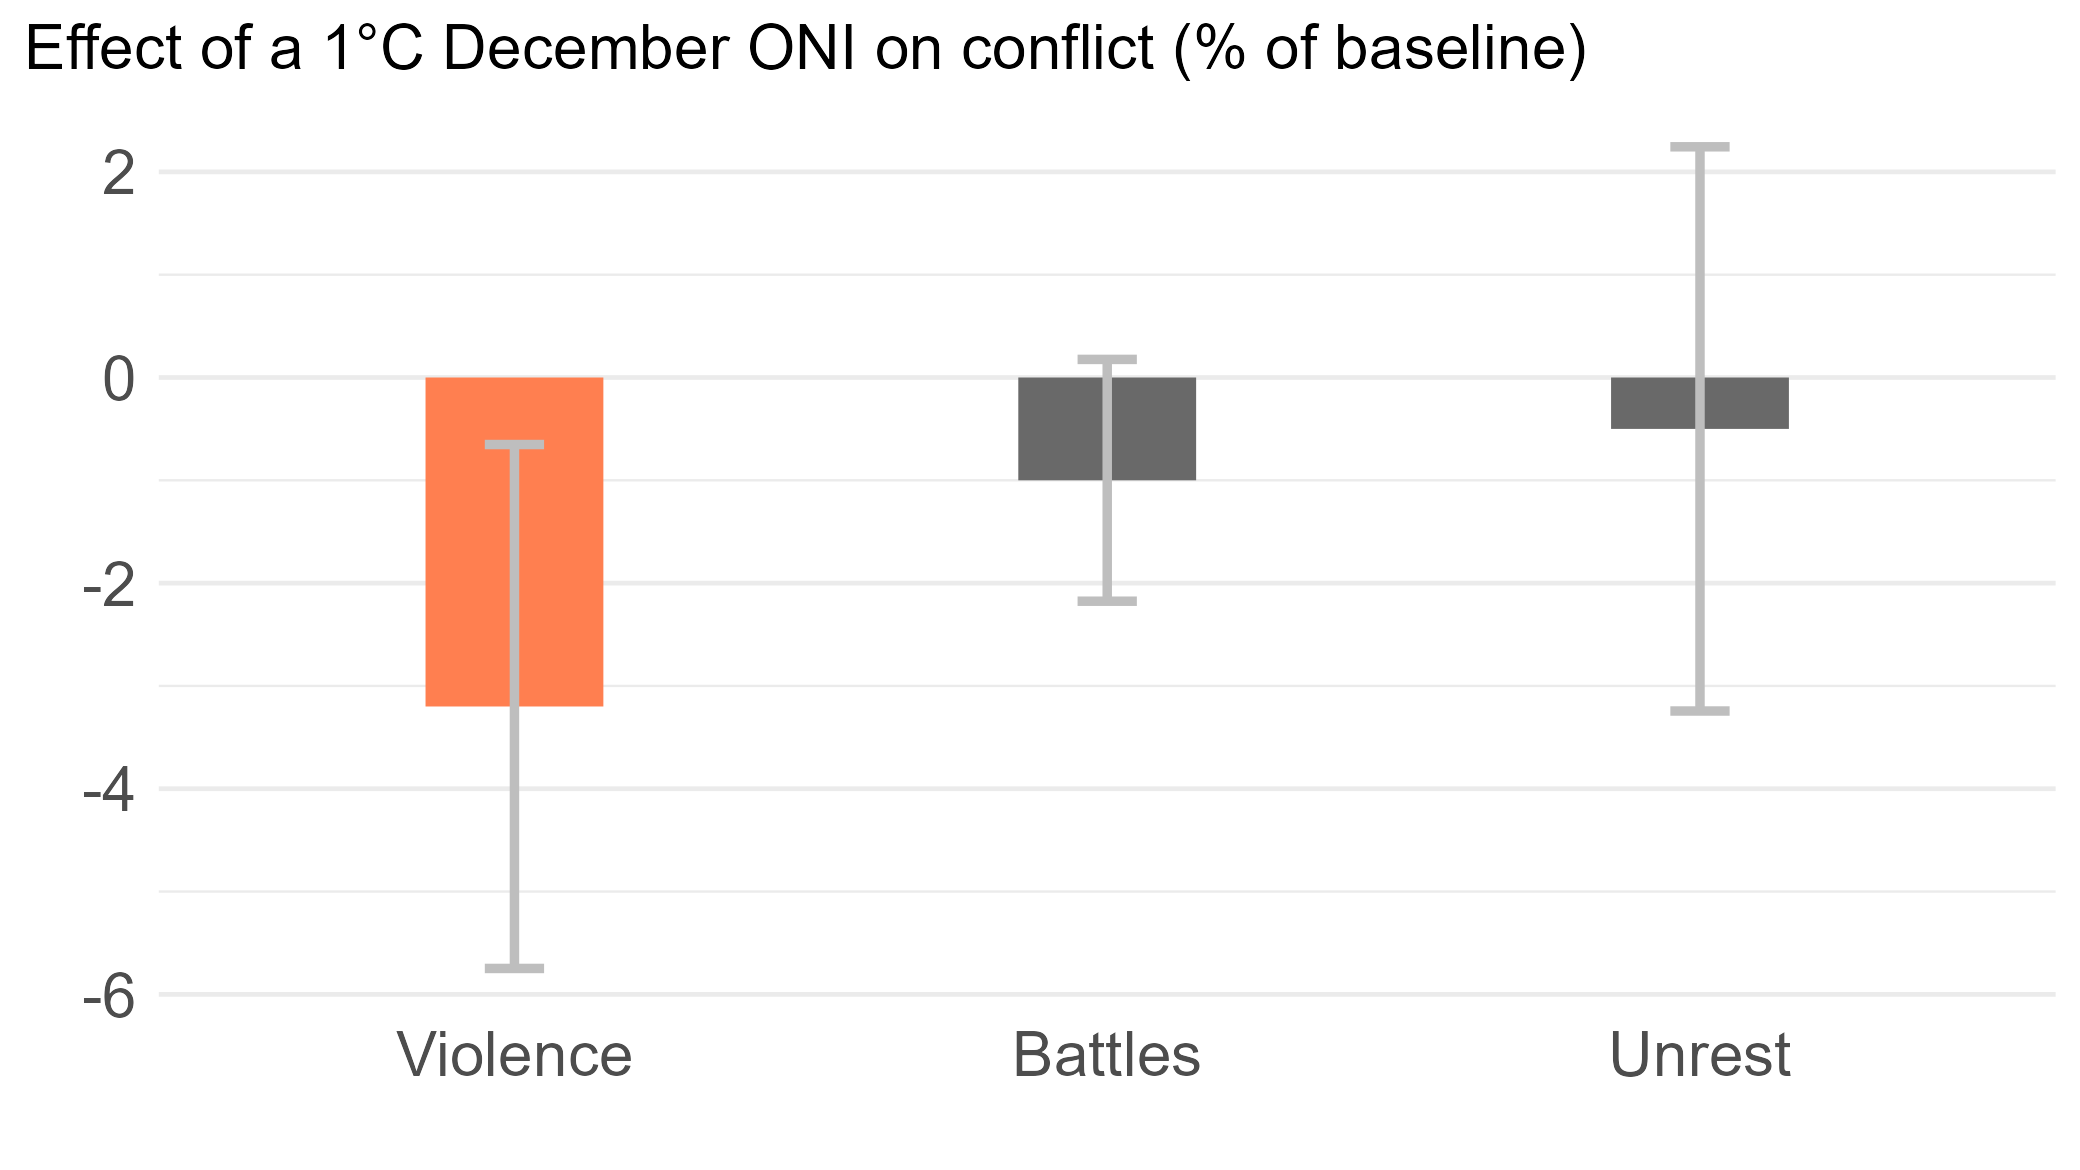 Effect of a 1°C December ONI on conflict (% of baseline)
2
0
-2
-4
-6
Violence Battles Unrest